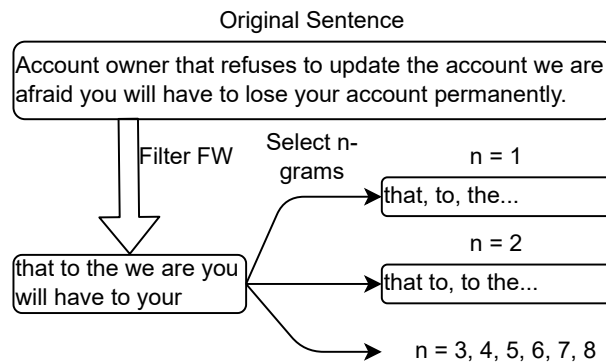 Original Sentence
Account owner that refuses to update the account we are
afraid you will have to lose your account permanently.
Filter FW
Select n-
grams
n = 1
that, to, the...
n = 2
that to the we are you
will have to your
that to, to the...
n = 3, 4, 5, 6, 7, 8